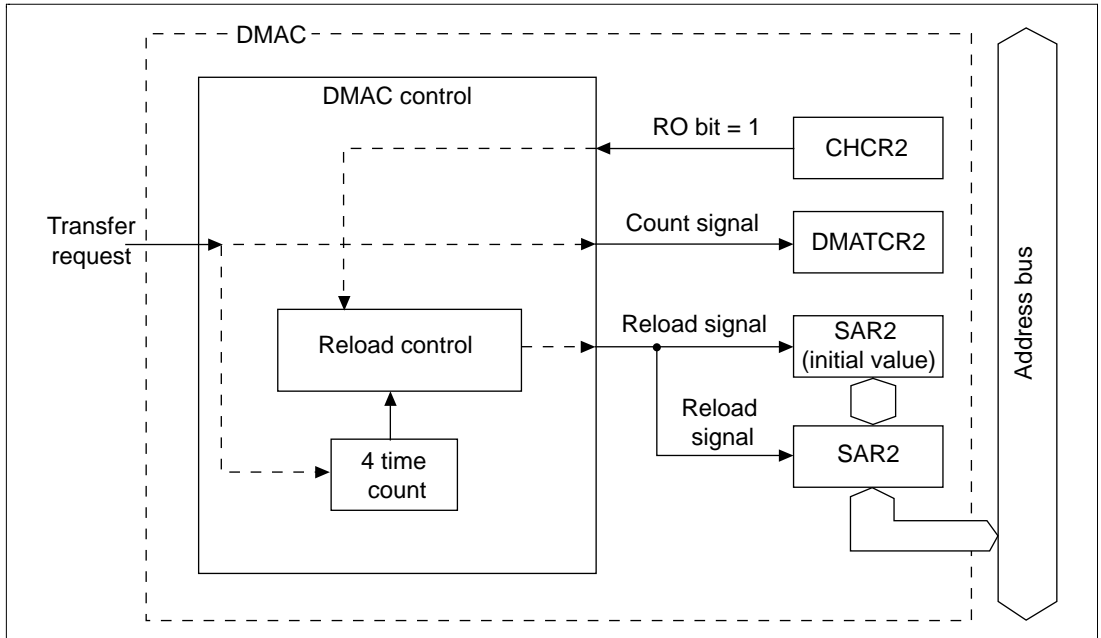 DMAC
DMAC control
RO bit = 1
CHCR2
Transfer
request
Count signal
DMATCR2
Reload control
Reload signal
SAR2
(initial value)
Reload
signal
SAR2
4 time
count
Address bus